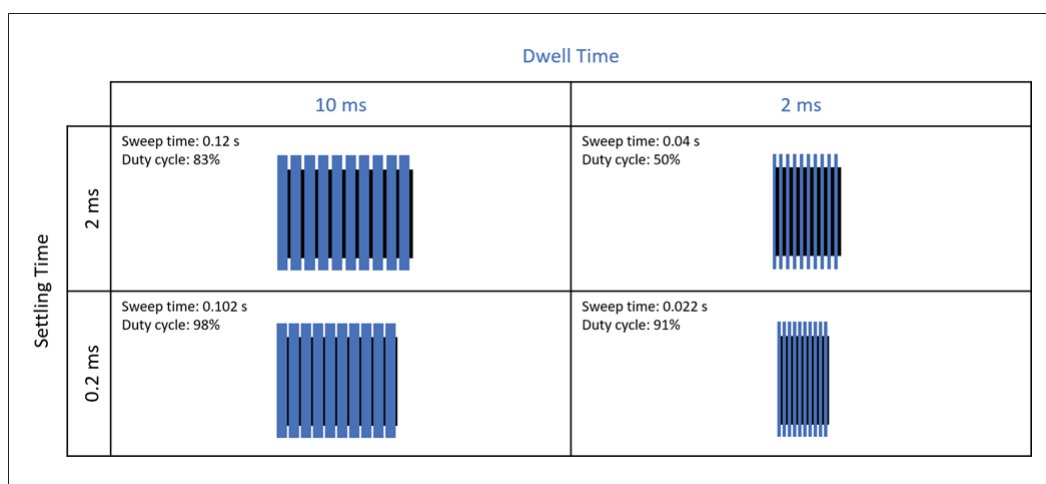 Dwell Time
10 ms
2 ms
Settling Time
2 ms
Sweep time: 0.12 s
Duty cycle: 83%
Sweep time: 0.04 s
Duty cycle: 50%
0.2 ms
Sweep time: 0.102 s
Duty cycle: 98%
Sweep time: 0.022 s
Duty cycle: 91%